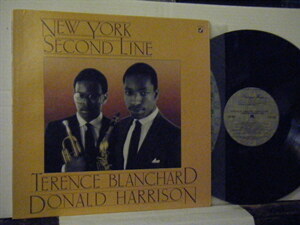 NEW YORK
SECOND LINE
TERENCE BLANCHARD
DONALD HARRISON